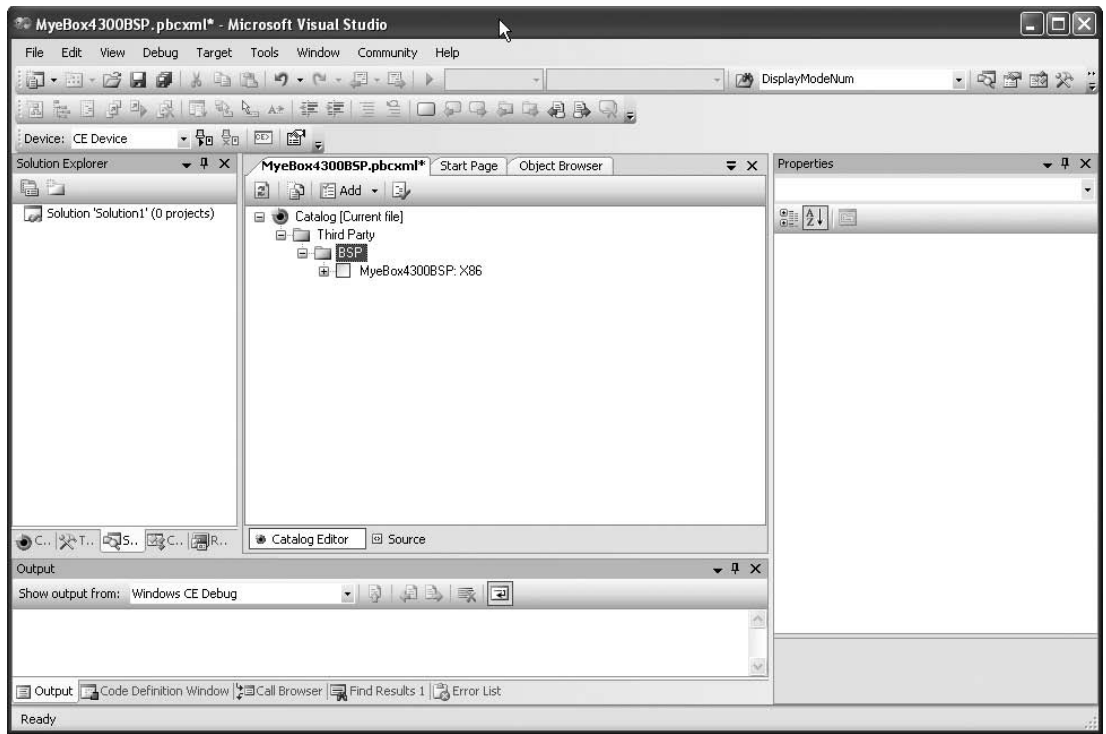 MyeBox4300BSP.pbcxml* - Microsoft Visual Studio
File Edit View Debug Target Tools Window Community Help
DisplayModeNum
Device: CE Device
Solution Explorer
MyeBox4300BSP.pbcxml* Start Page Object Browser
Properties
Add
Solution 'Solution1' (0 projects)
Catalog [Current file]
Third Party
BSP
MyeBox4300BSP: X86
C.. T.. S.. C.. R..
Catalog Editor Source
Output
Show output from: Windows CE Debug
Output Code Definition Window Call Browser Find Results 1 Error List
Ready